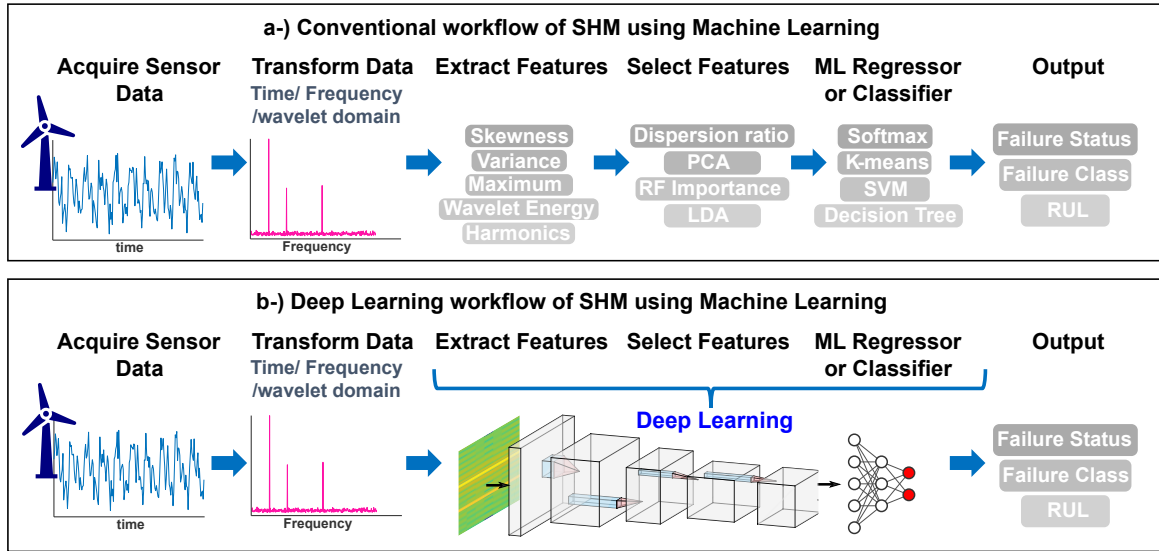 a-) Conventional workflow of SHM using Machine Learning
Acquire Sensor
Data
Transform Data
Time/ Frequency
/wavelet domain
Extract Features
Select Features
ML Regressor
or Classifier
Output
time
Frequency
Skewness
Variance
Maximum
Wavelet Energy
Harmonics
Dispersion ratio
PCA
RF Importance
LDA
Softmax
K-means
SVM
Decision Tree
Failure Status
Failure Class
RUL
b-) Deep Learning workflow of SHM using Machine Learning
Acquire Sensor
Data
Transform Data
Time/ Frequency
/wavelet domain
Extract Features
Select Features
ML Regressor
or Classifier
Output
time
Frequency
Deep Learning
Failure Status
Failure Class
RUL